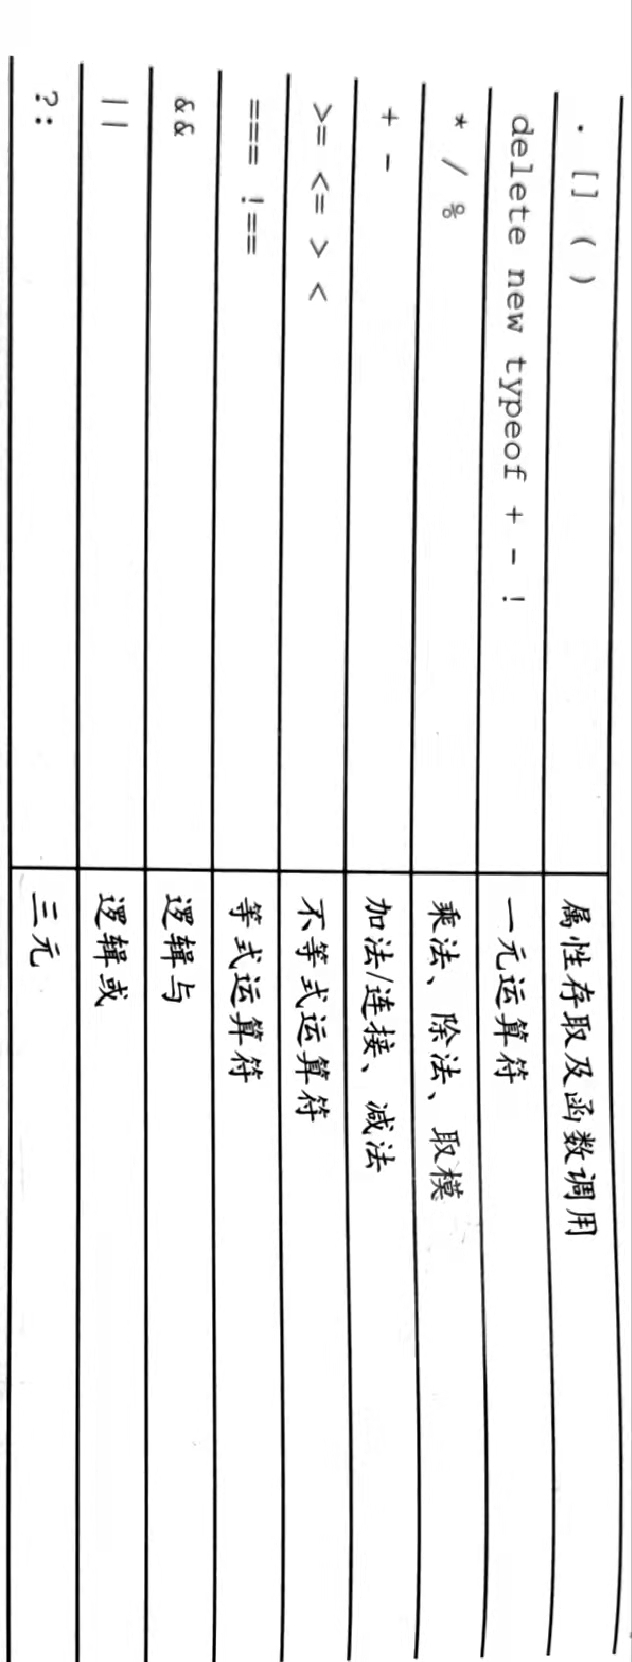 . [] ( ) 属性存取及函数调用
delete new typeof + - ! 一元运算符
* / % 乘法、除法、取模
+ - 加法/连接、减法
>= <= > < 不等式运算符
=== !== 等式运算符
&& 逻辑与
|| 逻辑或
?: 三元